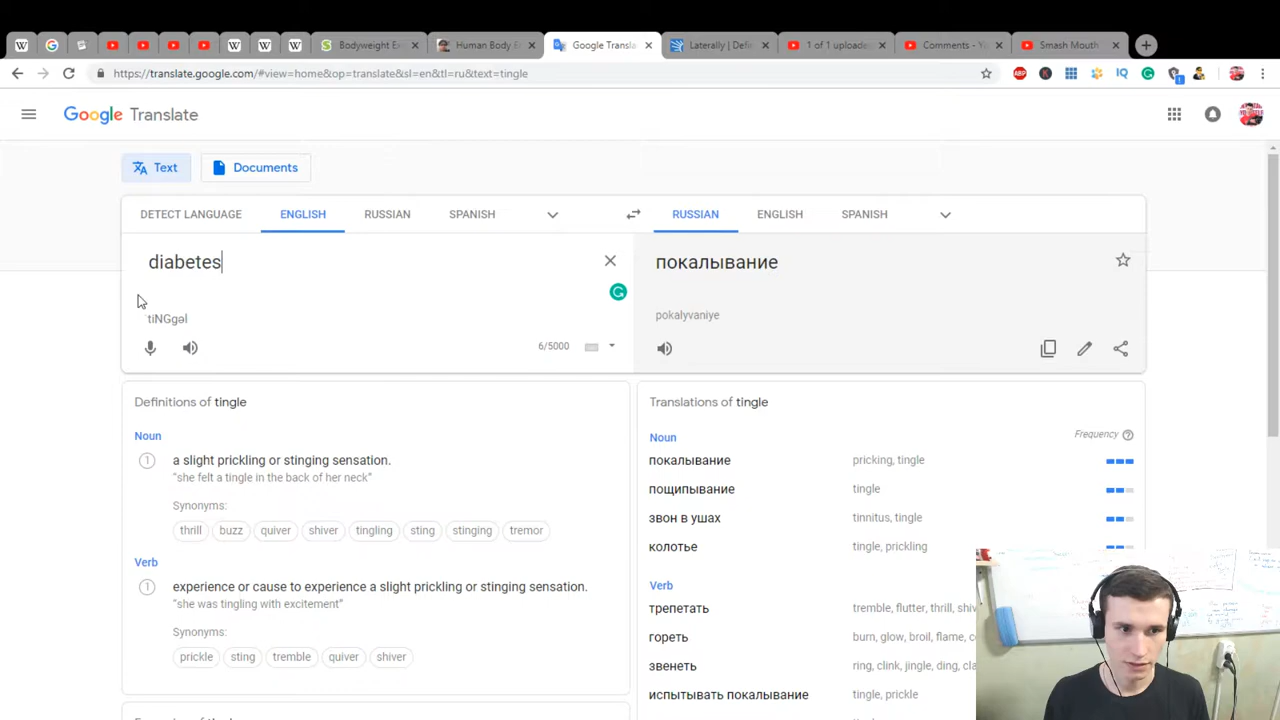 Bodyweight Ex
Human Body E
Google Transla
Laterally | Defi
1 of 1 uploade
Comments - Yo
Smash Mouth
https://translate.google.com/#view=home&op=translate&sl=en&tl=ru&text=tingle
Google Translate
Text Documents
DETECT LANGUAGE ENGLISH RUSSIAN SPANISH
RUSSIAN ENGLISH SPANISH
diabetes
покалывание
tiNGgəl
pokalyvaniye
6/5000
Definitions of tingle
Noun
1 a slight prickling or stinging sensation.
"she felt a tingle in the back of her neck"
Synonyms:
thrill buzz quiver shiver tingling sting stinging tremor
Verb
1 experience or cause to experience a slight prickling or stinging sensation.
"she was tingling with excitement"
Synonyms:
prickle sting tremble quiver shiver
Translations of tingle
Noun Frequency
покалывание pricking, tingle
пощипывание tingle
звон в ушах tinnitus, tingle
колотье tingle, prickling
Verb
трепетать tremble, flutter, thrill, shiv
гореть burn, glow, broil, flame, c
звенеть ring, clink, jingle, ding, cla
испытывать покалывание tingle, prickle